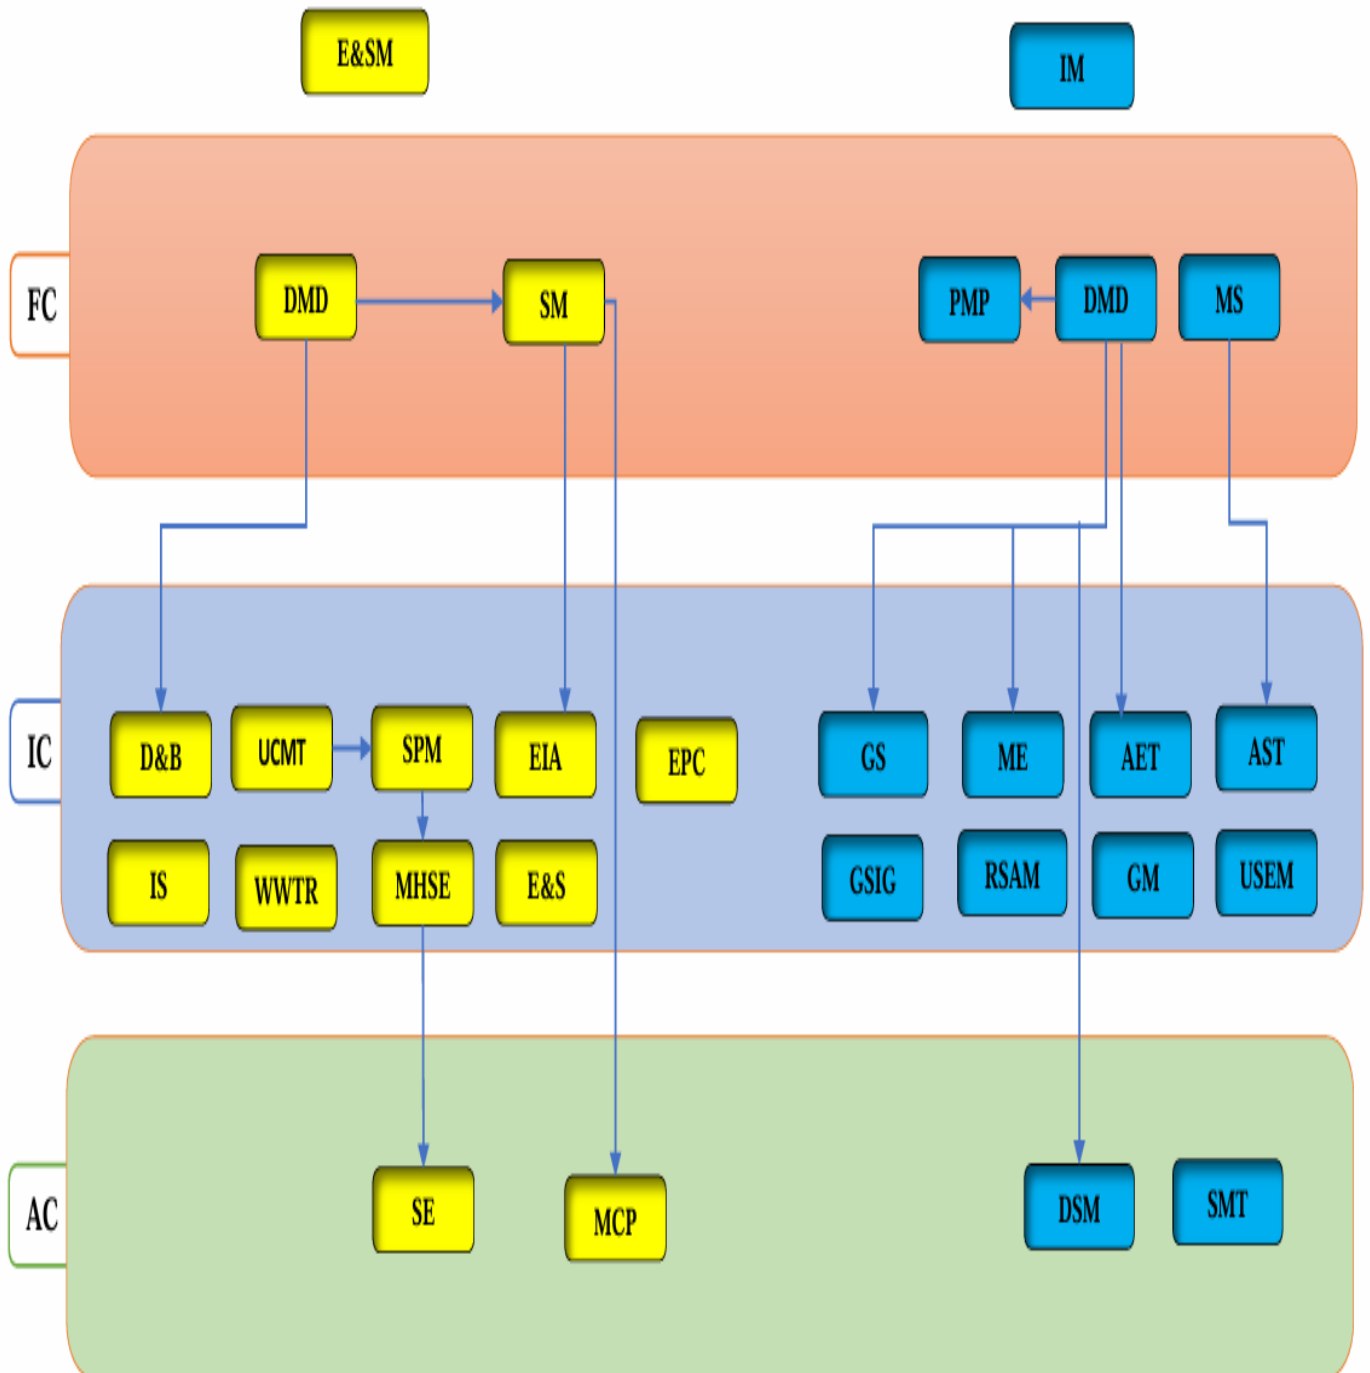 E&SM
IM
FC
DMD
SM
PMP
DMD
MS
IC
D&B
UCMT
SPM
EIA
EPC
GS
ME
AET
AST
IS
WWTR
MHSE
E&S
GSIG
RSAM
GM
USEM
AC
SE
MCP
DSM
SMT